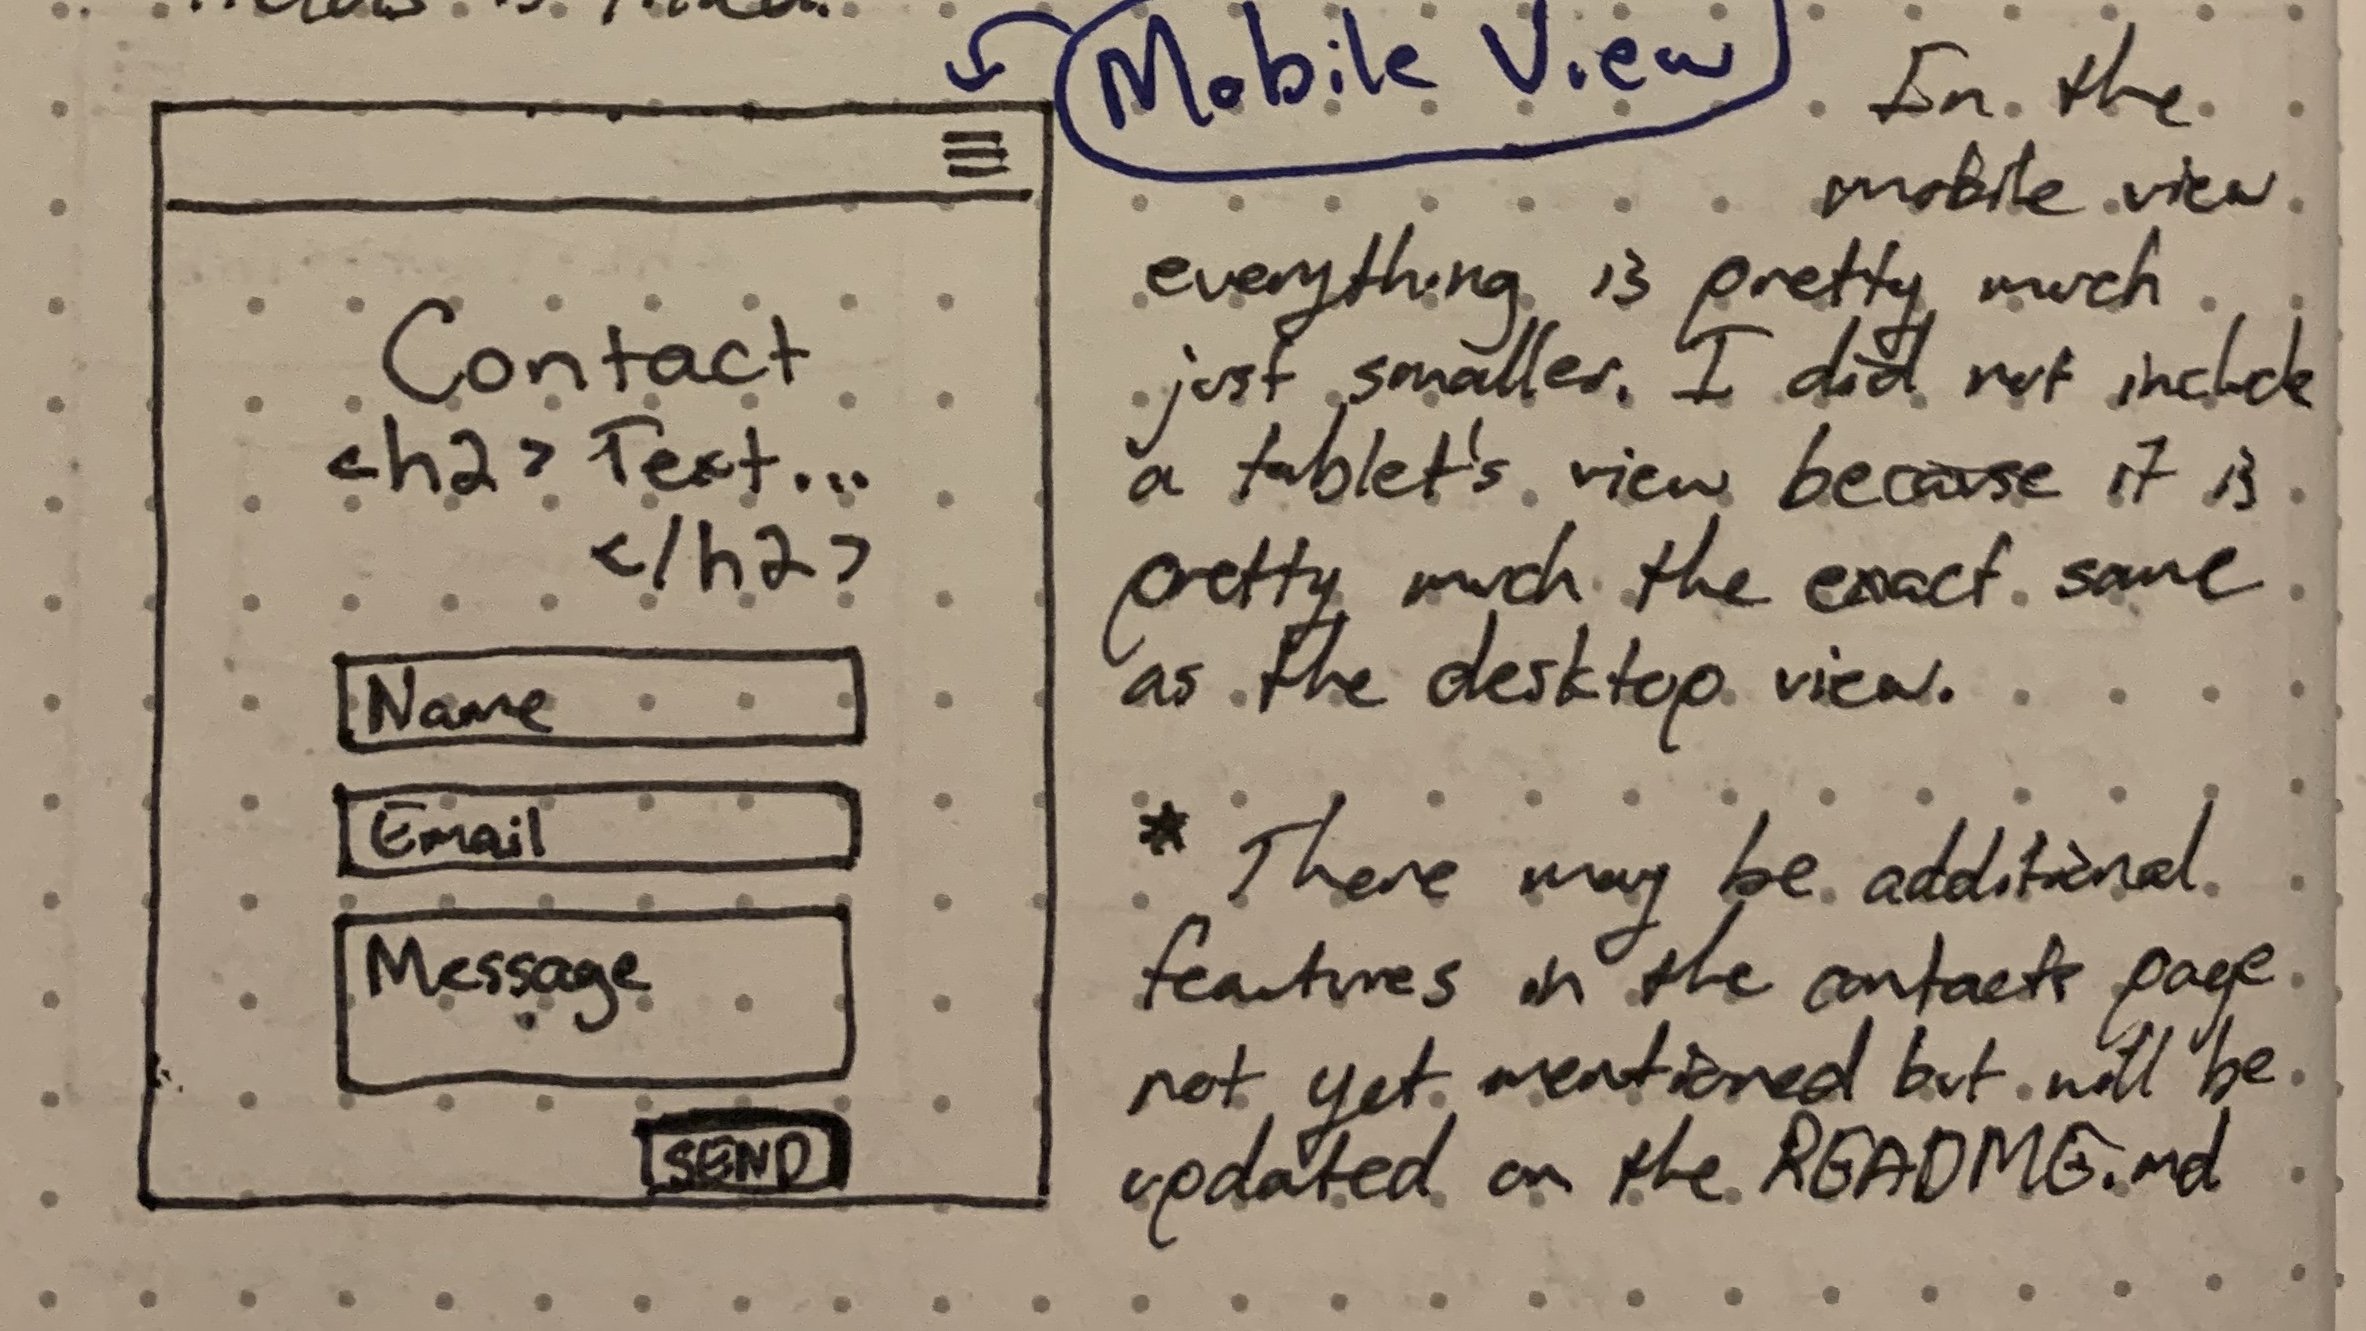 Mobile View
Contact
<h2> Text...
</h2>
Name
Email
Message
SEND
In the
mobile view
everything is pretty much
just smaller. I did not include
a tablet's view because it is
pretty much the exact same
as the desktop view.
* There may be additional
features in the contacts page
not yet mentioned but will be
updated on the README.md